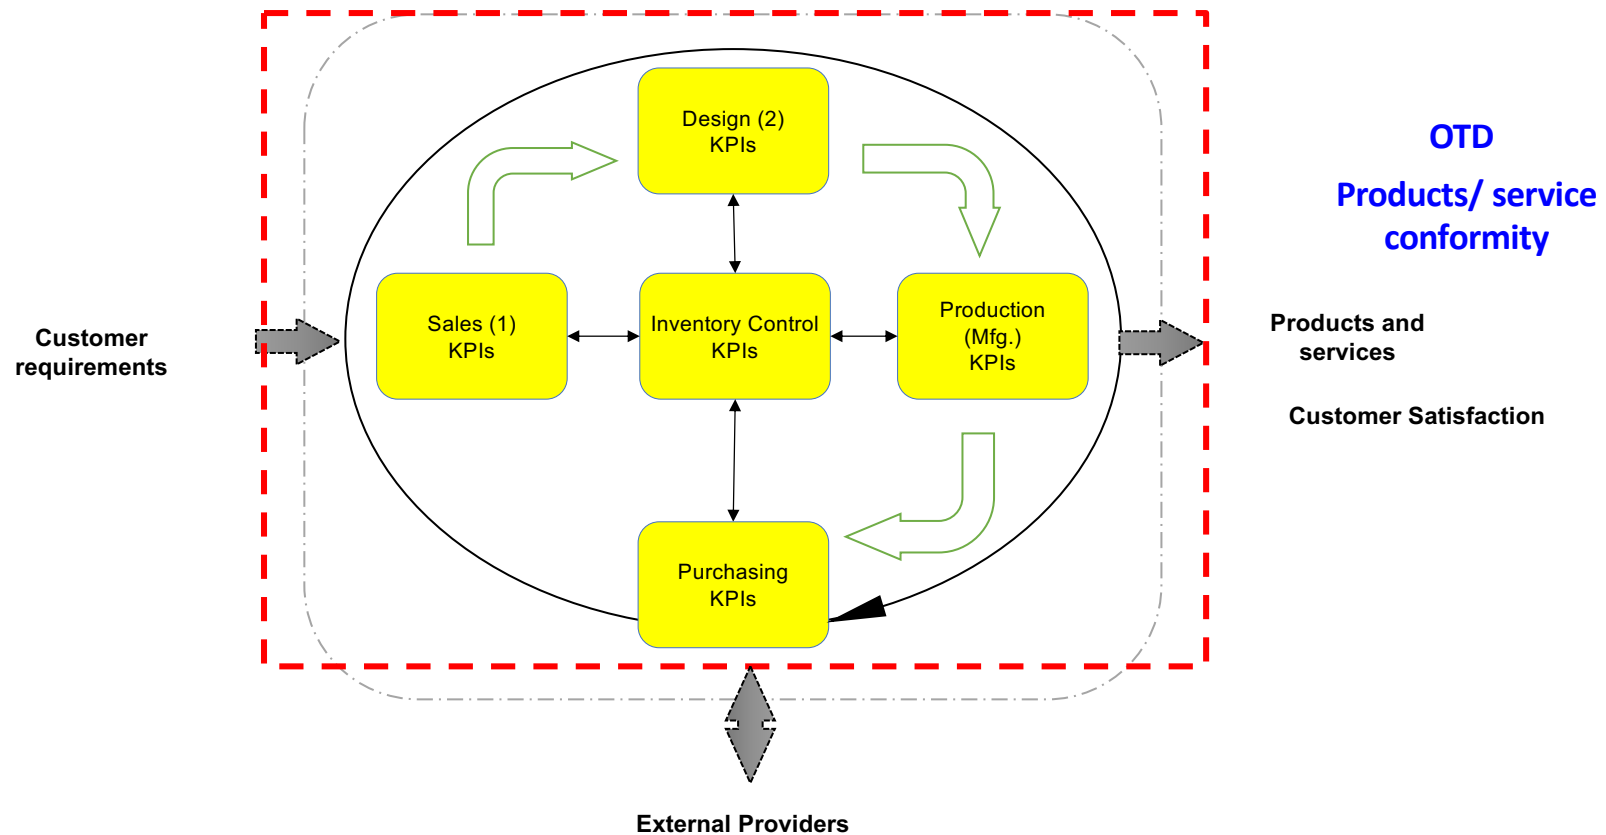 Design (2)
KPIs
OTD
Products/ service
conformity
Customer
requirements
Sales (1)
KPIs
Inventory Control
KPIs
Production
(Mfg.)
KPIs
Products and
services
Customer Satisfaction
Purchasing
KPIs
External Providers